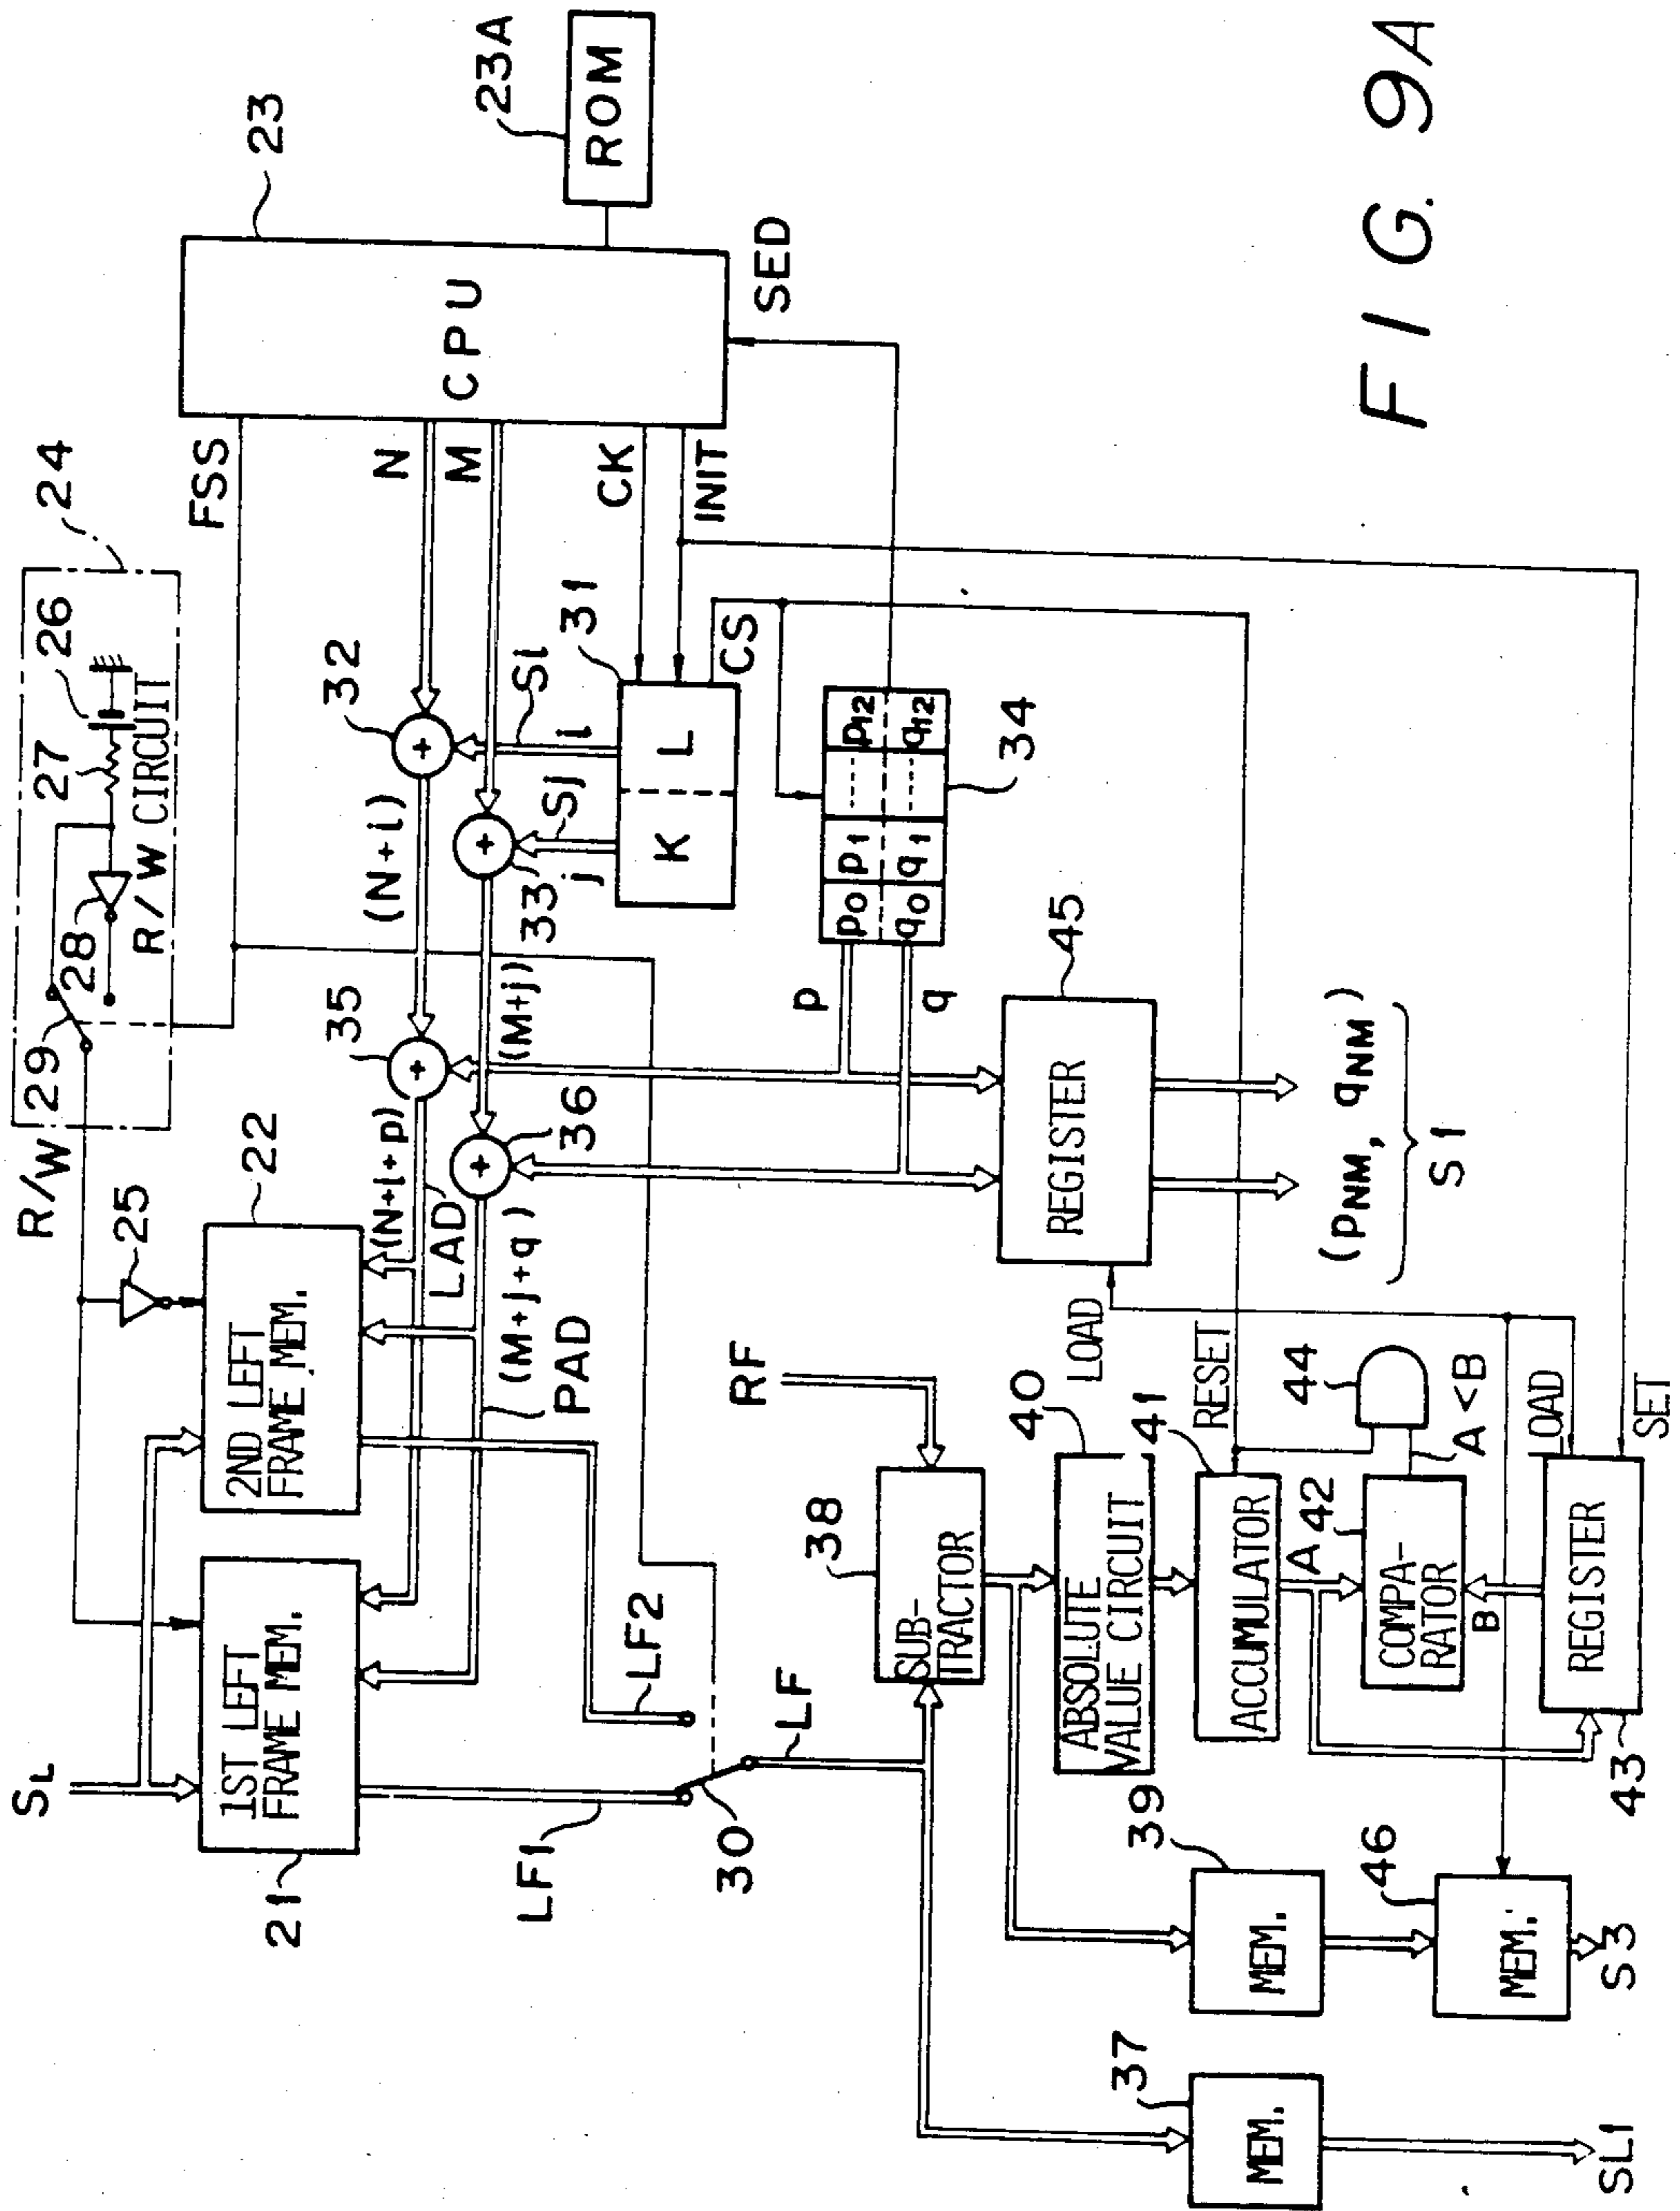 FIG. 9A
24
26
27
28
29
R/W CIRCUIT
R/W
FSS
23
CPU
23A
ROM
SED
N
M
CK
INIT
SL
22
2ND LEFT
FRAME MEM.
25
21
1ST LEFT
FRAME MEM.
32
+
(N+i)
35
+
(N+i+p)
LAD
33
+
(M+j)
36
+
(M+j+q)
PAD
Si
i
Sj
j
31
K
L
CS
p0
p1
p12
q0
q1
q12
34
p
q
45
REGISTER
(pNM, qNM)
S1
LF1
LF2
30
LF
RF
38
SUB-
TRACTOR
40
ABSOLUTE
VALUE CIRCUIT
41
ACCUMULATOR
RESET
LOAD
A
42
COMPA-
RATOR
B
44
A<B
LOAD
SET
REGISTER
43
39
MEM.
46
MEM.
S3
37
MEM.
SL1